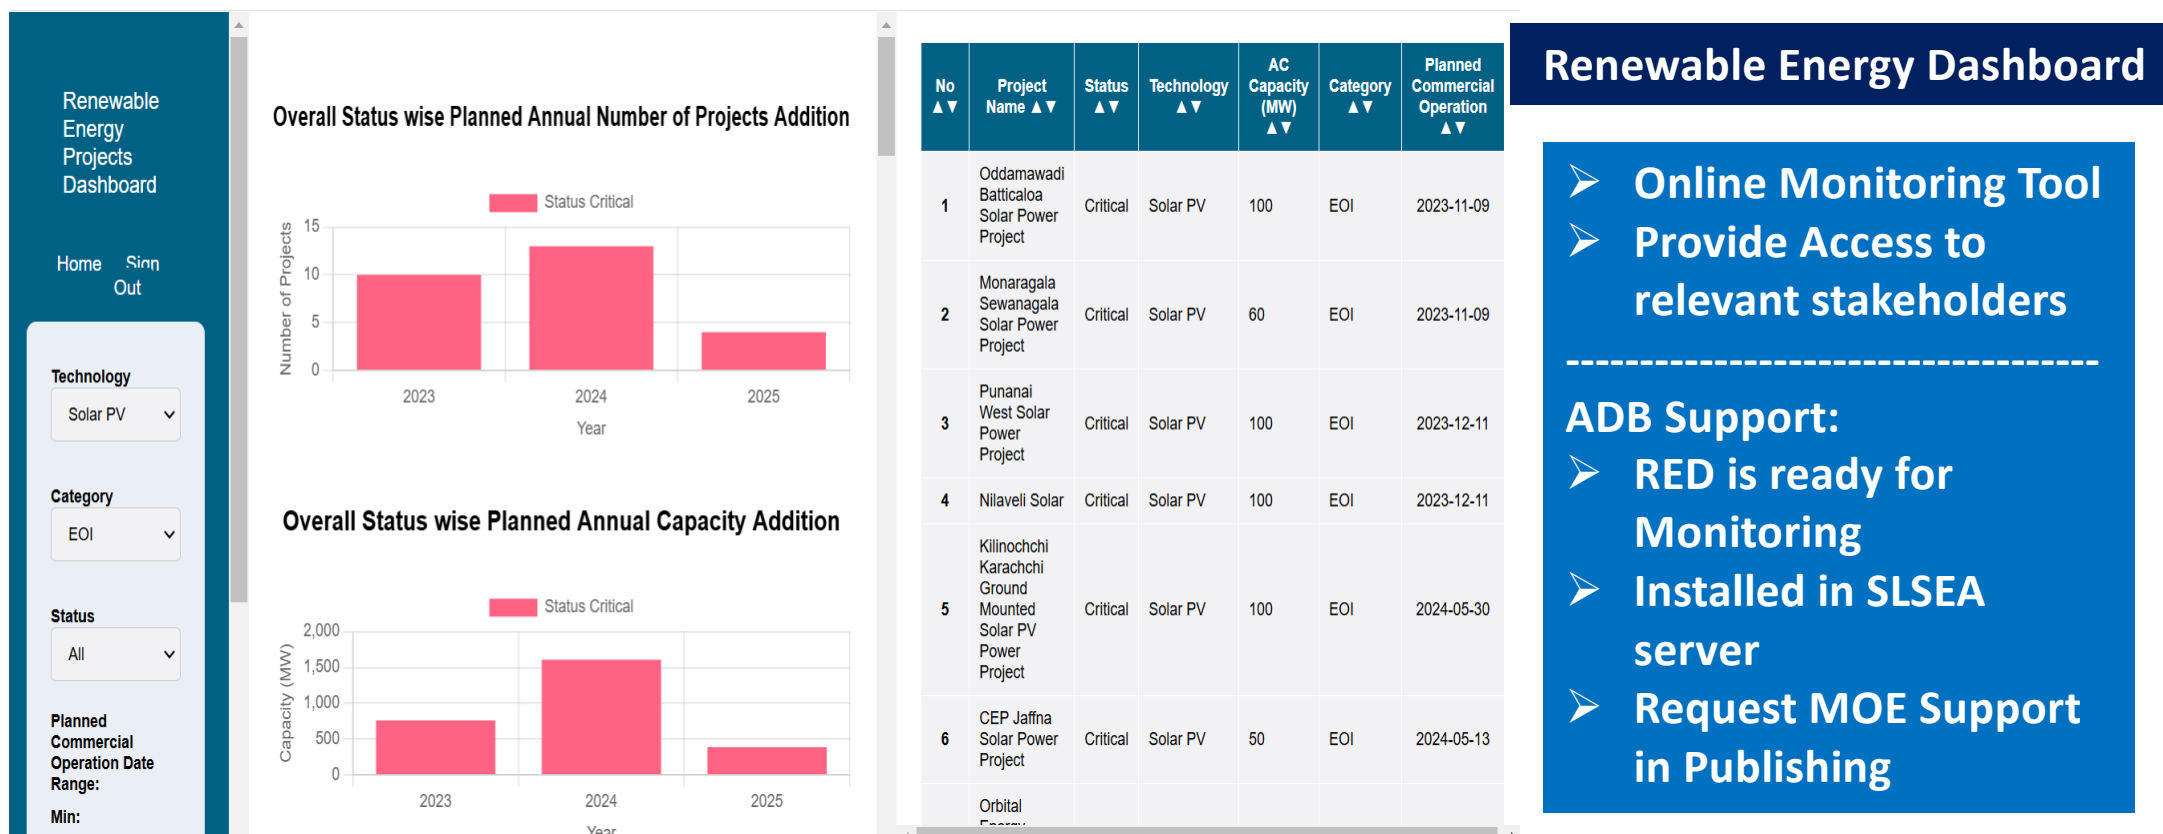 Renewable
Energy
Projects
Dashboard
Home Sign
Out
Technology
Solar PV
Category
EOI
Status
All
Planned
Commercial
Operation Date
Range:
Min:
Overall Status wise Planned Annual Number of Projects Addition
Status Critical
Number of Projects
15
10
5
0
2023 2024 2025
Year
Overall Status wise Planned Annual Capacity Addition
Status Critical
Capacity (MW)
2,000
1,500
1,000
500
0
2023 2024 2025
Year
No ▲▼ Project Name ▲▼ Status ▲▼ Technology ▲▼ AC Capacity (MW) ▲▼ Category ▲▼ Planned Commercial Operation ▲▼
1 Oddamawadi Batticaloa Solar Power Project Critical Solar PV 100 EOI 2023-11-09
2 Monaragala Sewanagala Solar Power Project Critical Solar PV 60 EOI 2023-11-09
3 Punanai West Solar Power Project Critical Solar PV 100 EOI 2023-12-11
4 Nilaveli Solar Critical Solar PV 100 EOI 2023-12-11
5 Kilinochchi Karachchi Ground Mounted Solar PV Power Project Critical Solar PV 100 EOI 2024-05-30
6 CEP Jaffna Solar Power Project Critical Solar PV 50 EOI 2024-05-13
Orbital
Energy
Renewable Energy Dashboard
➢ Online Monitoring Tool
➢ Provide Access to
relevant stakeholders
------------------------------------
ADB Support:
➢ RED is ready for
Monitoring
➢ Installed in SLSEA
server
➢ Request MOE Support
in Publishing